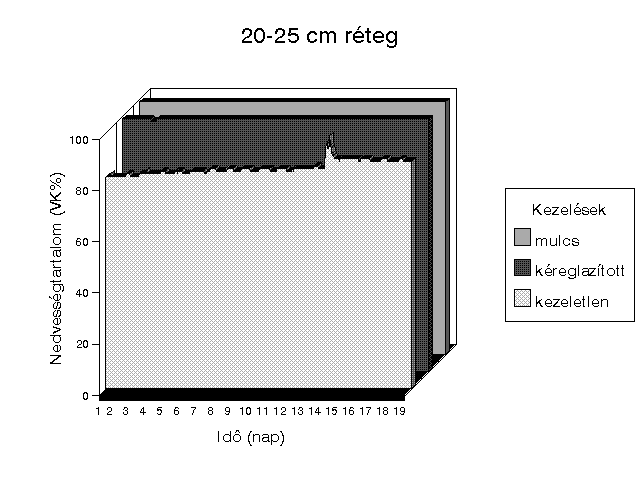 20-25 cm réteg
Nedvességtartalom (VK%)
100
80
60
40
20
0
1 2 3 4 5 6 7 8 9 10 11 12 13 14 15 16 17 18 19
Idő (nap)
Kezelések
mulcs
kéreglazított
kezeletlen